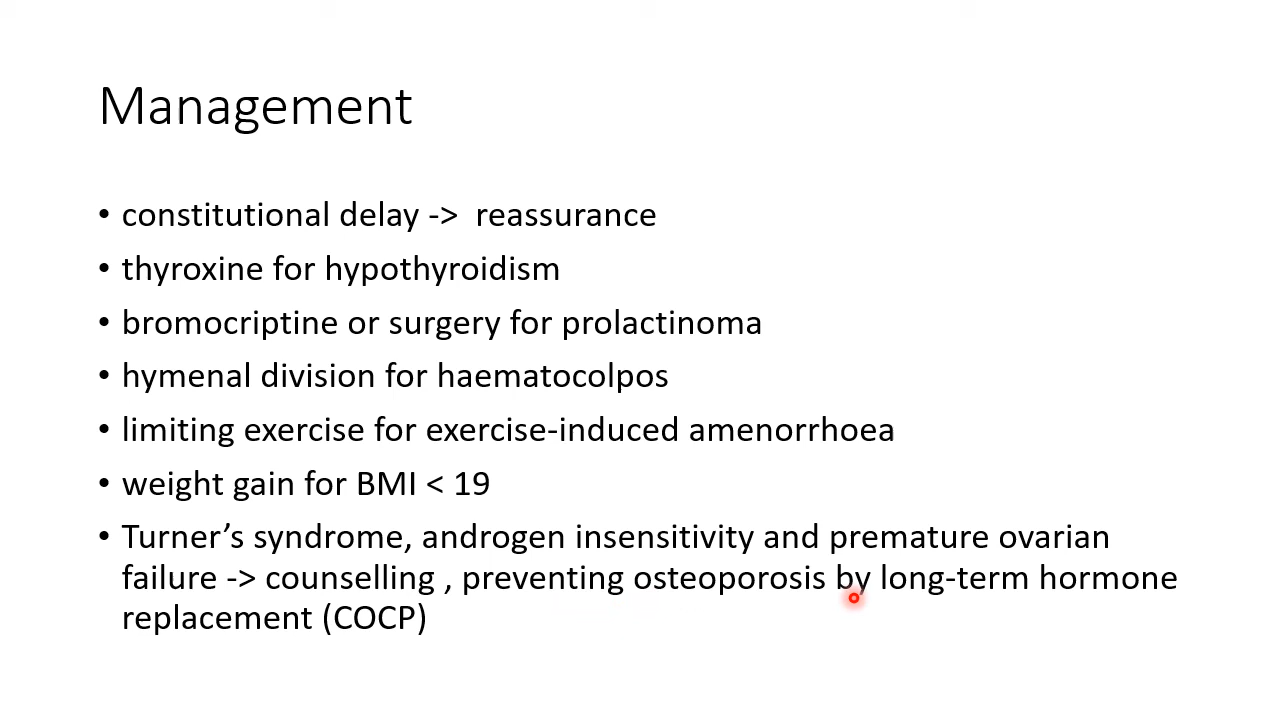 Management
• constitutional delay ->  reassurance
• thyroxine for hypothyroidism
• bromocriptine or surgery for prolactinoma
• hymenal division for haematocolpos
• limiting exercise for exercise-induced amenorrhoea
• weight gain for BMI < 19
• Turner’s syndrome, androgen insensitivity and premature ovarian
failure -> counselling , preventing osteoporosis by long-term hormone
replacement (COCP)